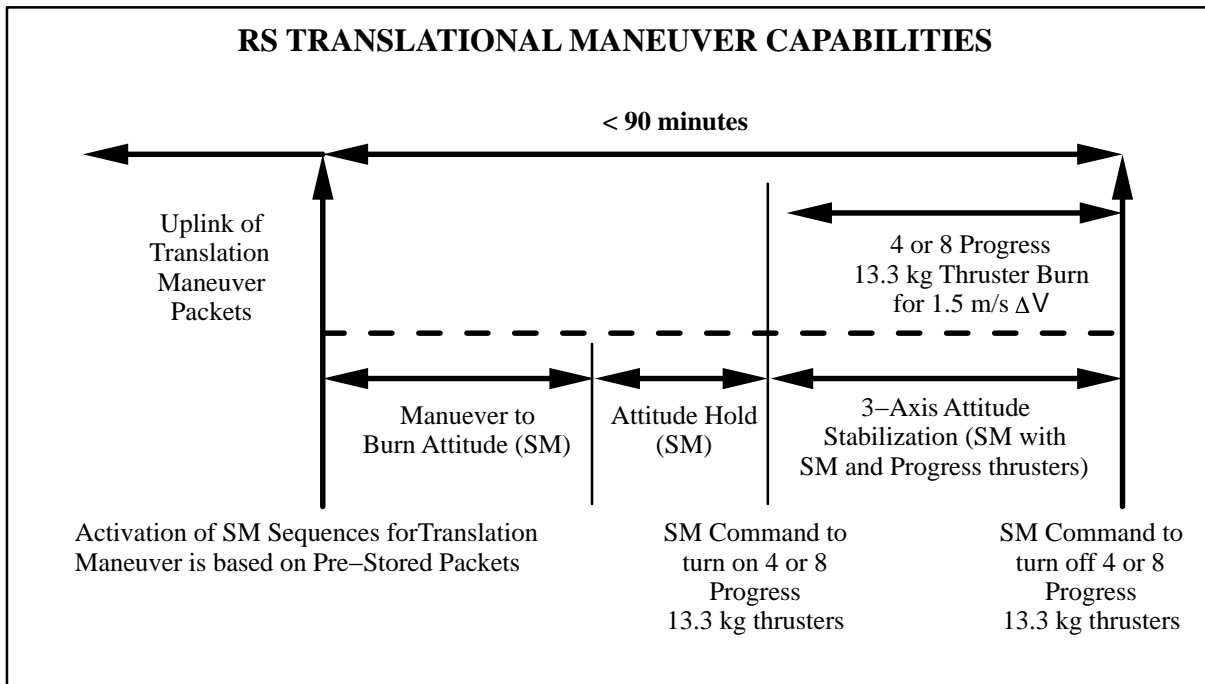 RS TRANSLATIONAL MANEUVER CAPABILITIES
< 90 minutes
Uplink of
Translation
Maneuver
Packets
4 or 8 Progress
13.3 kg Thruster Burn
for 1.5 m/s ΔV
Manuever to
Burn Attitude (SM)
Attitude Hold
(SM)
3–Axis Attitude
Stabilization (SM with
SM and Progress thrusters)
Activation of SM Sequences forTranslation
Maneuver is based on Pre–Stored Packets
SM Command to
turn on 4 or 8
Progress
13.3 kg thrusters
SM Command to
turn off 4 or 8
Progress
13.3 kg thrusters